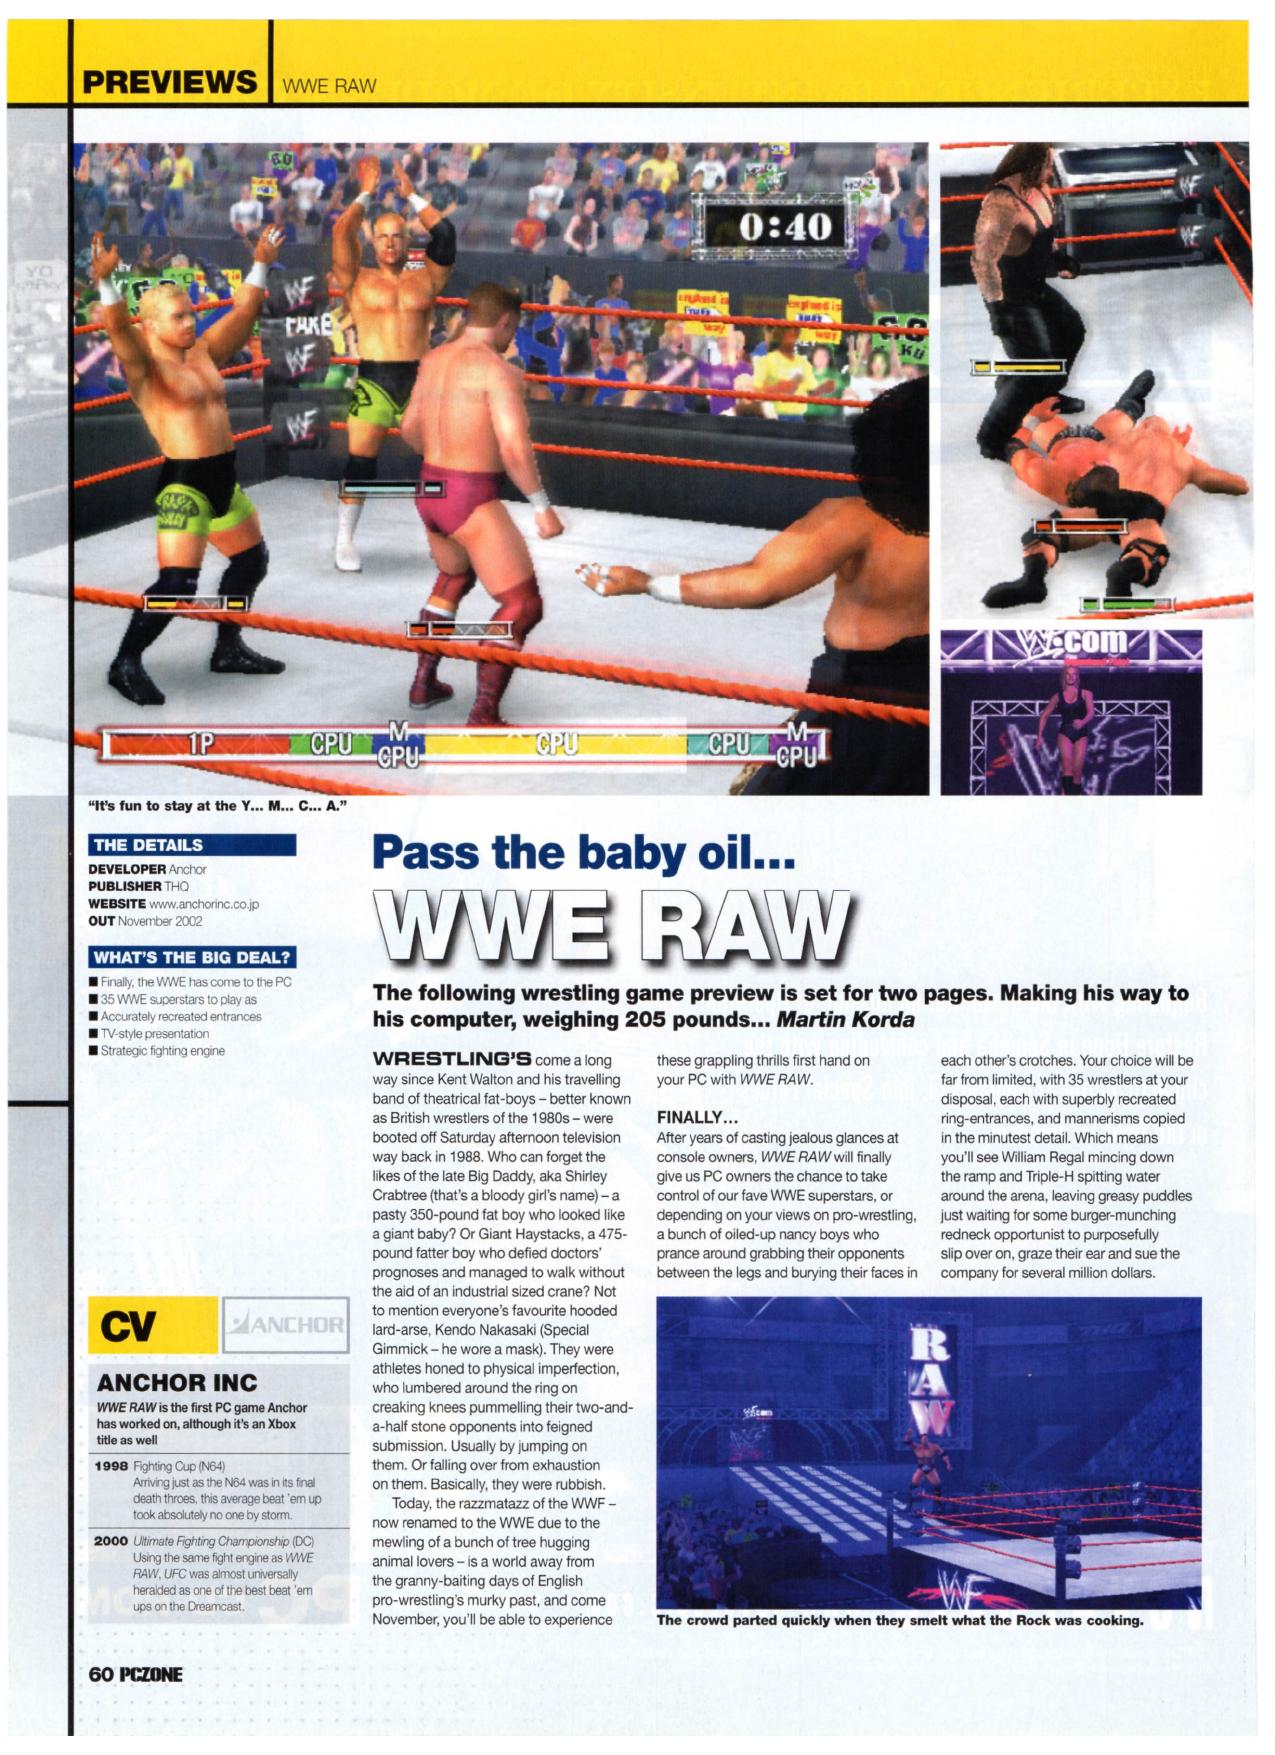 PREVIEWS
WWE RAW
0:40
FAKE
1P
CPU
M
CPU
CPU
CPU
M
CPU
.com
"It's fun to stay at the Y... M... C... A."
THE DETAILS
DEVELOPER Anchor
PUBLISHER THQ
WEBSITE www.anchorinc.co.jp
OUT November 2002
WHAT'S THE BIG DEAL?
■ Finally, the WWE has come to the PC
■ 35 WWE superstars to play as
■ Accurately recreated entrances
■ TV-style presentation
■ Strategic fighting engine
CV
ANCHOR
ANCHOR INC
WWE RAW is the first PC game Anchor
has worked on, although it's an Xbox
title as well
1998 Fighting Cup (N64)
Arriving just as the N64 was in its final
death throes, this average beat 'em up
took absolutely no one by storm.
2000 Ultimate Fighting Championship (DC)
Using the same fight engine as WWE
RAW, UFC was almost universally
heralded as one of the best beat 'em
ups on the Dreamcast.
Pass the baby oil...
WWE RAW
The following wrestling game preview is set for two pages. Making his way to
his computer, weighing 205 pounds... Martin Korda
WRESTLING'S come a long
way since Kent Walton and his travelling
band of theatrical fat-boys – better known
as British wrestlers of the 1980s – were
booted off Saturday afternoon television
way back in 1988. Who can forget the
likes of the late Big Daddy, aka Shirley
Crabtree (that's a bloody girl's name) – a
pasty 350-pound fat boy who looked like
a giant baby? Or Giant Haystacks, a 475-
pound fatter boy who defied doctors'
prognoses and managed to walk without
the aid of an industrial sized crane? Not
to mention everyone's favourite hooded
lard-arse, Kendo Nakasaki (Special
Gimmick – he wore a mask). They were
athletes honed to physical imperfection,
who lumbered around the ring on
creaking knees pummelling their two-and-
a-half stone opponents into feigned
submission. Usually by jumping on
them. Or falling over from exhaustion
on them. Basically, they were rubbish.
Today, the razzmatazz of the WWF –
now renamed to the WWE due to the
mewling of a bunch of tree hugging
animal lovers – is a world away from
the granny-baiting days of English
pro-wrestling's murky past, and come
November, you'll be able to experience
these grappling thrills first hand on
your PC with WWE RAW.
FINALLY...
After years of casting jealous glances at
console owners, WWE RAW will finally
give us PC owners the chance to take
control of our fave WWE superstars, or
depending on your views on pro-wrestling,
a bunch of oiled-up nancy boys who
prance around grabbing their opponents
between the legs and burying their faces in
each other's crotches. Your choice will be
far from limited, with 35 wrestlers at your
disposal, each with superbly recreated
ring-entrances, and mannerisms copied
in the minutest detail. Which means
you'll see William Regal mincing down
the ramp and Triple-H spitting water
around the arena, leaving greasy puddles
just waiting for some burger-munching
redneck opportunist to purposefully
slip over on, graze their ear and sue the
company for several million dollars.
RAW
The crowd parted quickly when they smelt what the Rock was cooking.
60 PCZONE